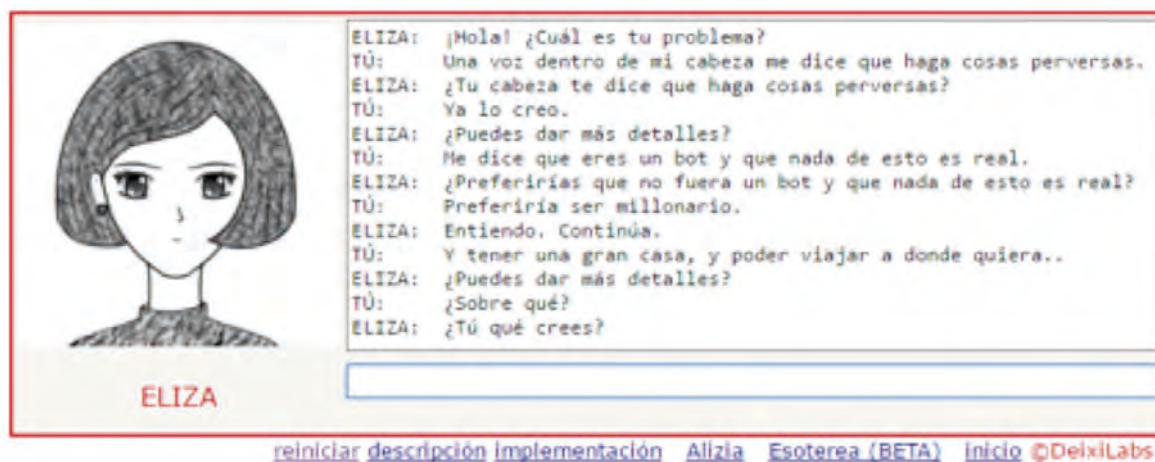 ELIZA: ¡Hola! ¿Cuál es tu problema?
TÚ: Una voz dentro de mi cabeza me dice que haga cosas perversas.
ELIZA: ¿Tu cabeza te dice que haga cosas perversas?
TÚ: Ya lo creo.
ELIZA: ¿Puedes dar más detalles?
TÚ: Me dice que eres un bot y que nada de esto es real.
ELIZA: ¿Preferirías que no fuera un bot y que nada de esto es real?
TÚ: Preferiría ser millonario.
ELIZA: Entiendo. Continúa.
TÚ: Y tener una gran casa, y poder viajar a donde quiera..
ELIZA: ¿Puedes dar más detalles?
TÚ: ¿Sobre qué?
ELIZA: ¿Tú qué crees?
ELIZA
reiniciar descripción implementación Alizia Esoterea (BETA) inicio ©DeixiLabs